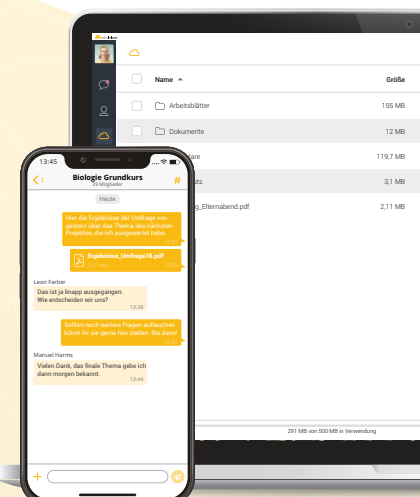 Name
Größe
Arbeitsblätter
155 MB
Dokumente
12 MB
119,7 MB
3,1 MB
g_Elternabend.pdf
2,11 MB
291 MB von 500 MB in Verwendung
13:45
1
Biologie Grundkurs
29 Mitglieder
#
Heute
Hier die Ergebnisse der Umfrage von
gestern über das Thema des nächsten
Projektes, die ich ausgewertet habe.
Ergebnisse_Umfrage18.pdf
Leon Farber
Das ist ja knapp ausgegangen.
Wie entscheiden wir uns?
13:38
Sollten noch weitere Fragen auftauchen
könnt ihr sie gerne hier stellen. Bis dann!
Manuel Harms
Vielen Dank, das finale Thema gebe ich
dann morgen bekannt.
13:44